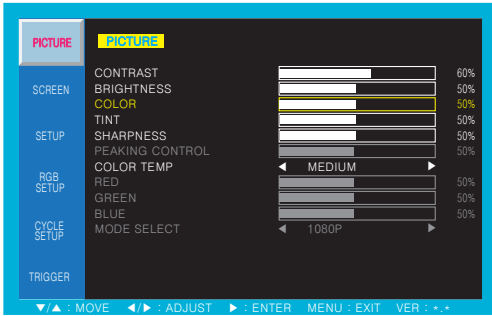 PICTURE
SCREEN
SETUP
RGB
SETUP
CYCLE
SETUP
TRIGGER
PICTURE
CONTRAST 60%
BRIGHTNESS 50%
COLOR 50%
TINT 50%
SHARPNESS 50%
PEAKING CONTROL 50%
COLOR TEMP ◀ MEDIUM ▶
RED 50%
GREEN 50%
BLUE 50%
MODE SELECT ◀ 1080P ▶
▼/▲ : MOVE ◀/▶ : ADJUST ▶ : ENTER MENU : EXIT VER : *.*